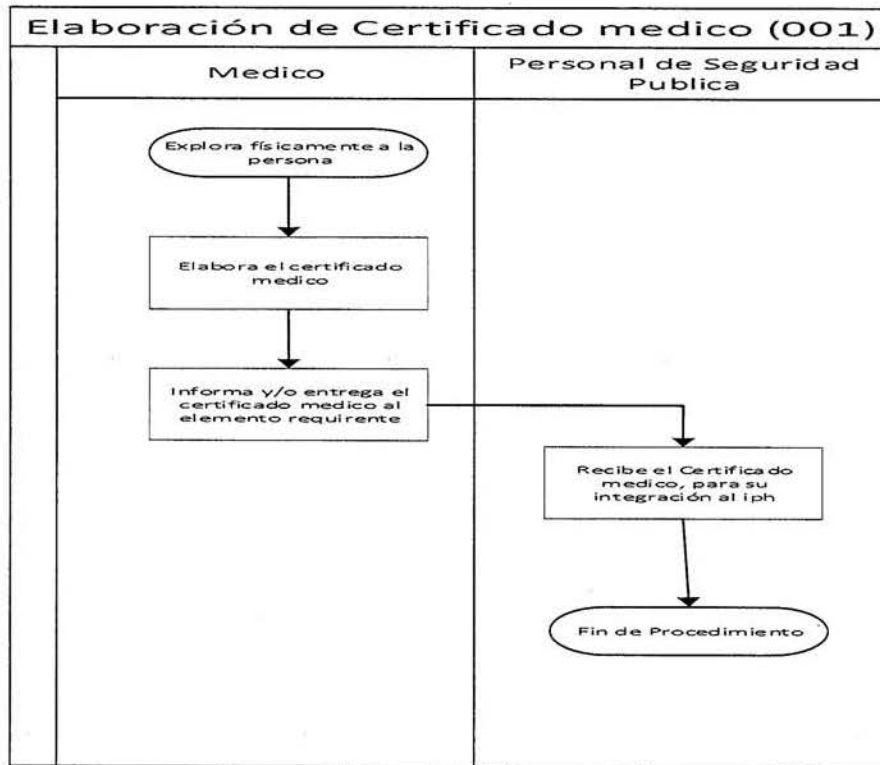 Elaboración de Certificado medico (001)
Medico
Personal de Seguridad
Publica
Explora físicamente a la
persona
Elabora el certificado
medico
Informa y/o entrega el
certificado medico al
elemento requirente
Recibe el Certificado
medico, para su
integración al iph
Fin de Procedimiento